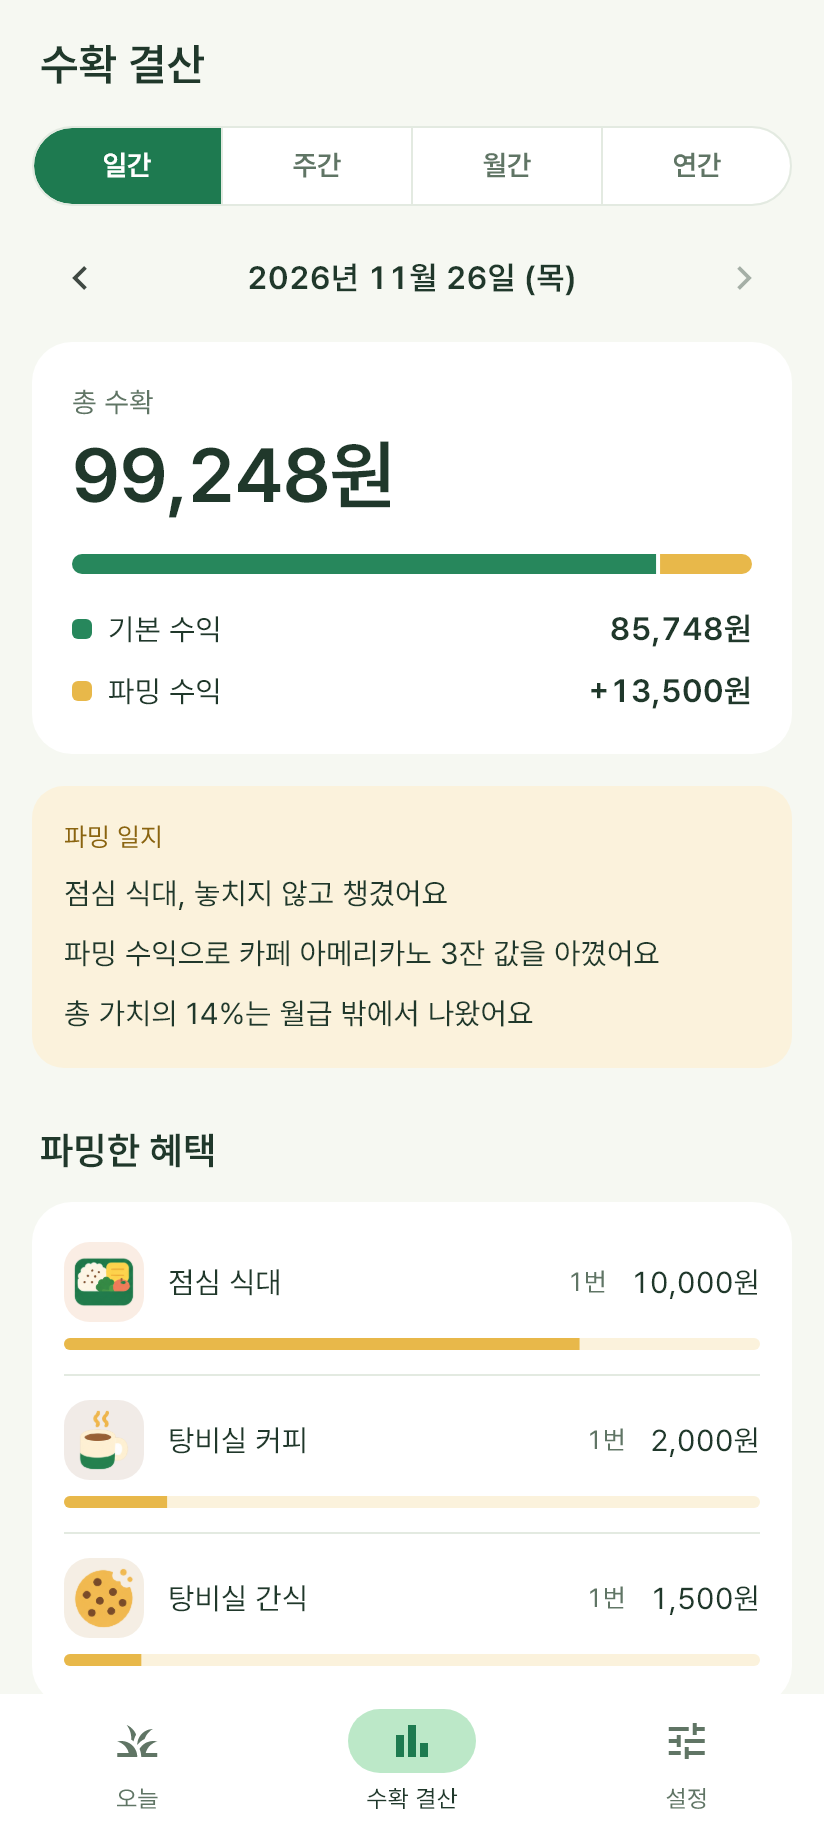 수확 결산
일간 주간 월간 연간
2026년 11월 26일 (목)
총 수확
99,248원
기본 수익 85,748원
파밍 수익 +13,500원
파밍 일지
점심 식대, 놓치지 않고 챙겼어요
파밍 수익으로 카페 아메리카노 3잔 값을 아꼈어요
총 가치의 14%는 월급 밖에서 나왔어요
파밍한 혜택
점심 식대 1번 10,000원
탕비실 커피 1번 2,000원
탕비실 간식 1번 1,500원
오늘 수확 결산 설정